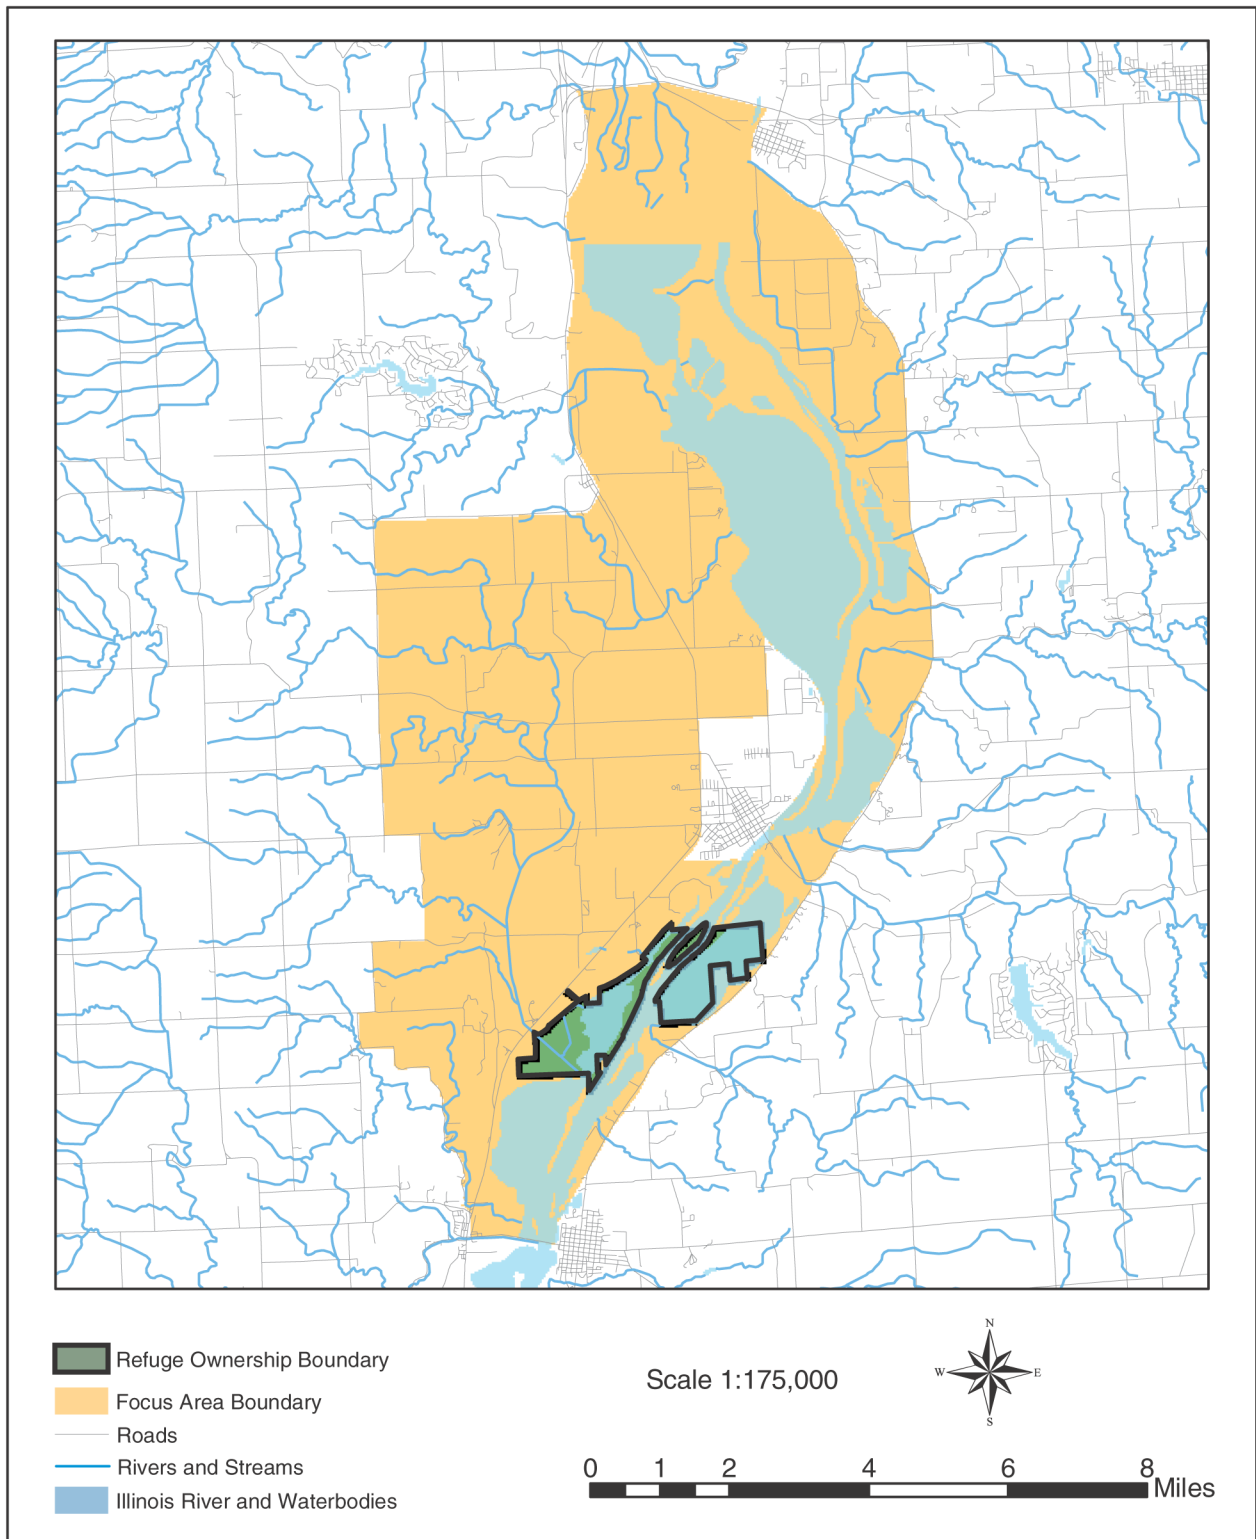 Refuge Ownership Boundary
Focus Area Boundary
Roads
Rivers and Streams
Illinois River and Waterbodies
Scale 1:175,000
N
W E
S
0 1 2 4 6 8
Miles